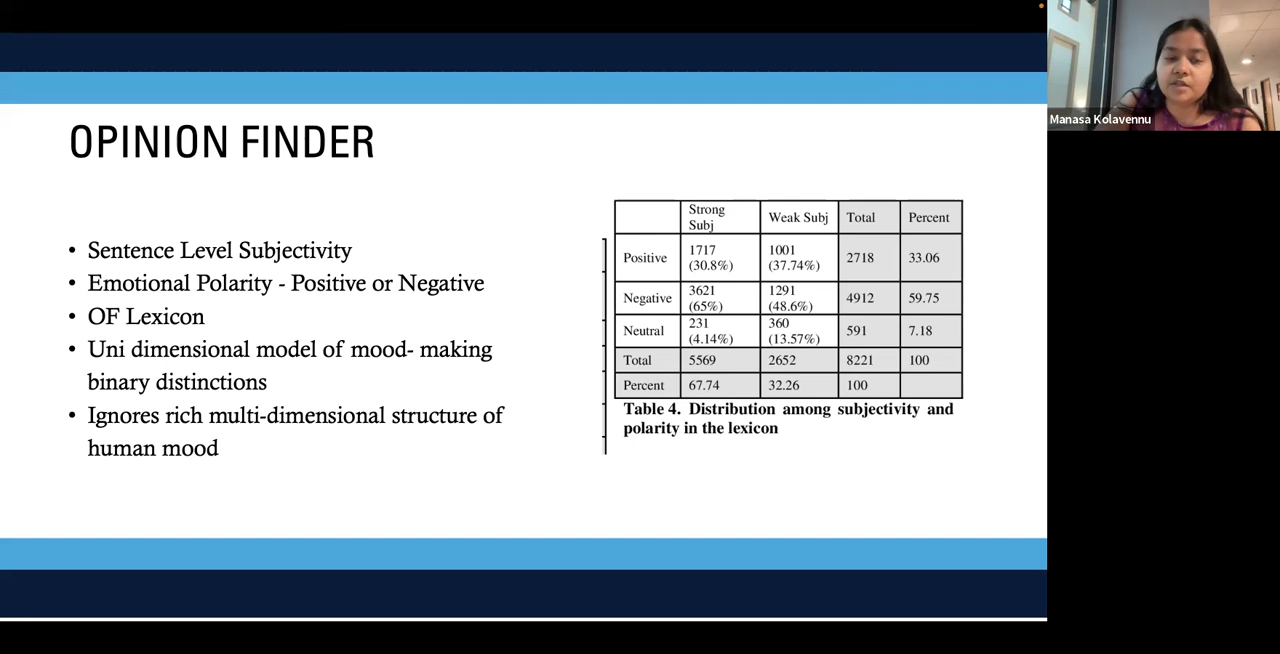 OPINION FINDER
• Sentence Level Subjectivity
• Emotional Polarity - Positive or Negative
• OF Lexicon
• Uni dimensional model of mood- making
binary distinctions
• Ignores rich multi-dimensional structure of
human mood
Strong
Subj
Weak Subj
Total
Percent
Positive
1717
(30.8%)
1001
(37.74%)
2718
33.06
Negative
3621
(65%)
1291
(48.6%)
4912
59.75
Neutral
231
(4.14%)
360
(13.57%)
591
7.18
Total
5569
2652
8221
100
Percent
67.74
32.26
100
Table 4. Distribution among subjectivity and
polarity in the lexicon
Manasa Kolavennu